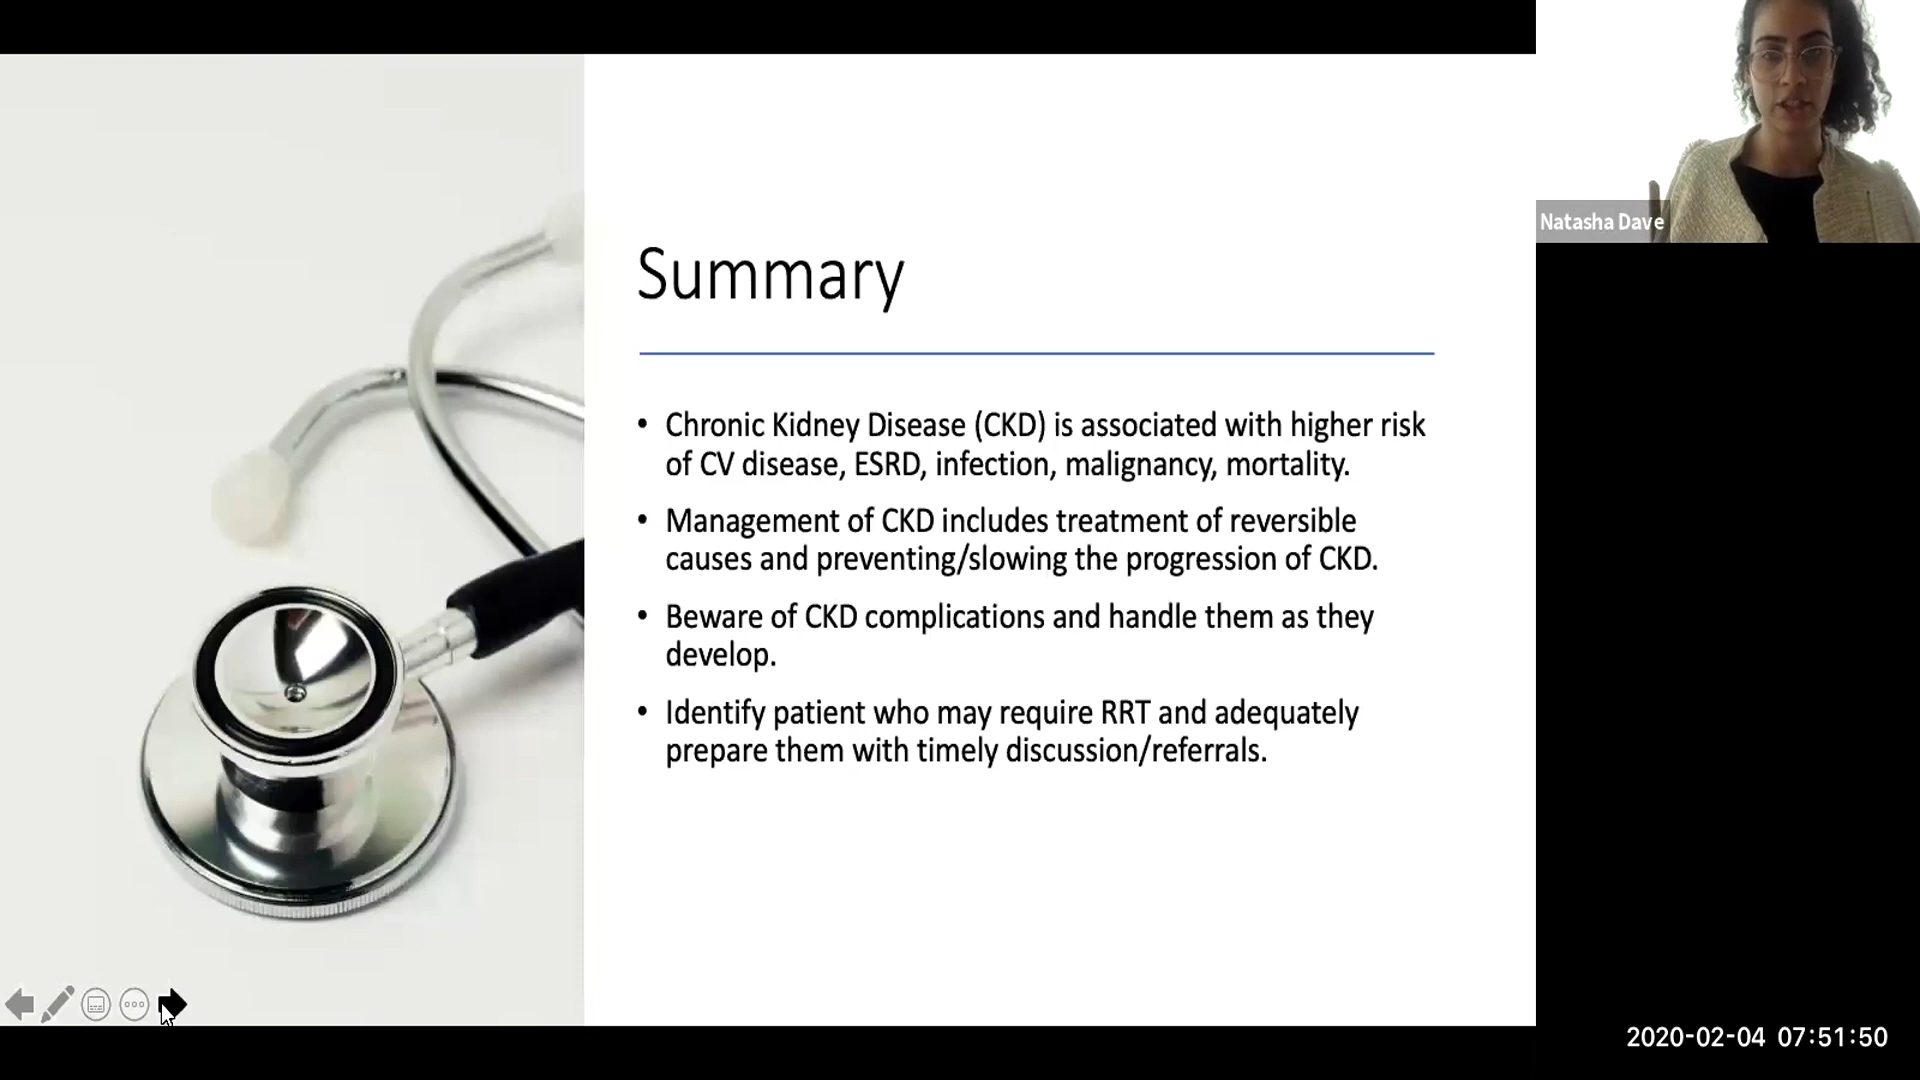 Natasha Dave
Summary
• Chronic Kidney Disease (CKD) is associated with higher risk
of CV disease, ESRD, infection, malignancy, mortality.
• Management of CKD includes treatment of reversible
causes and preventing/slowing the progression of CKD.
• Beware of CKD complications and handle them as they
develop.
• Identify patient who may require RRT and adequately
prepare them with timely discussion/referrals.
2020-02-04 07:51:50